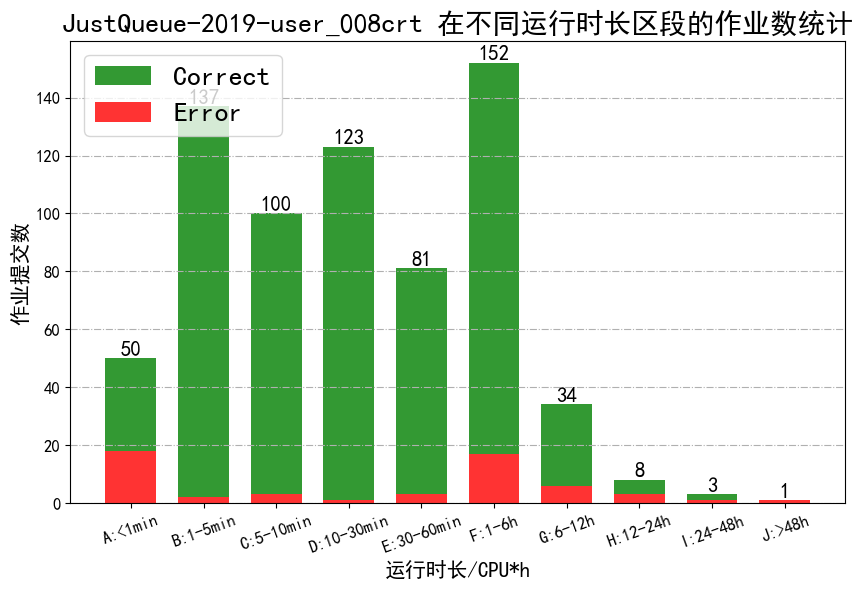 JustQueue-2019-user_008crt 在不同运行时长区段的作业数统计
Correct
Error
作业提交数
140
120
100
80
60
40
20
0
50
137
100
123
81
152
34
8
3
1
A:<1min
B:1-5min
C:5-10min
D:10-30min
E:30-60min
F:1-6h
G:6-12h
H:12-24h
I:24-48h
J:>48h
运行时长/CPU*h